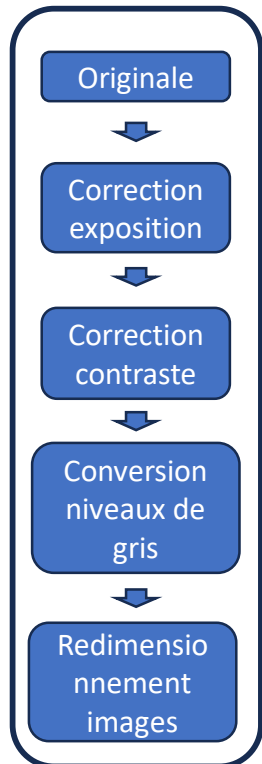 Originale
Correction
exposition
Correction
contraste
Conversion
niveaux de
gris
Redimensio
nnement
images